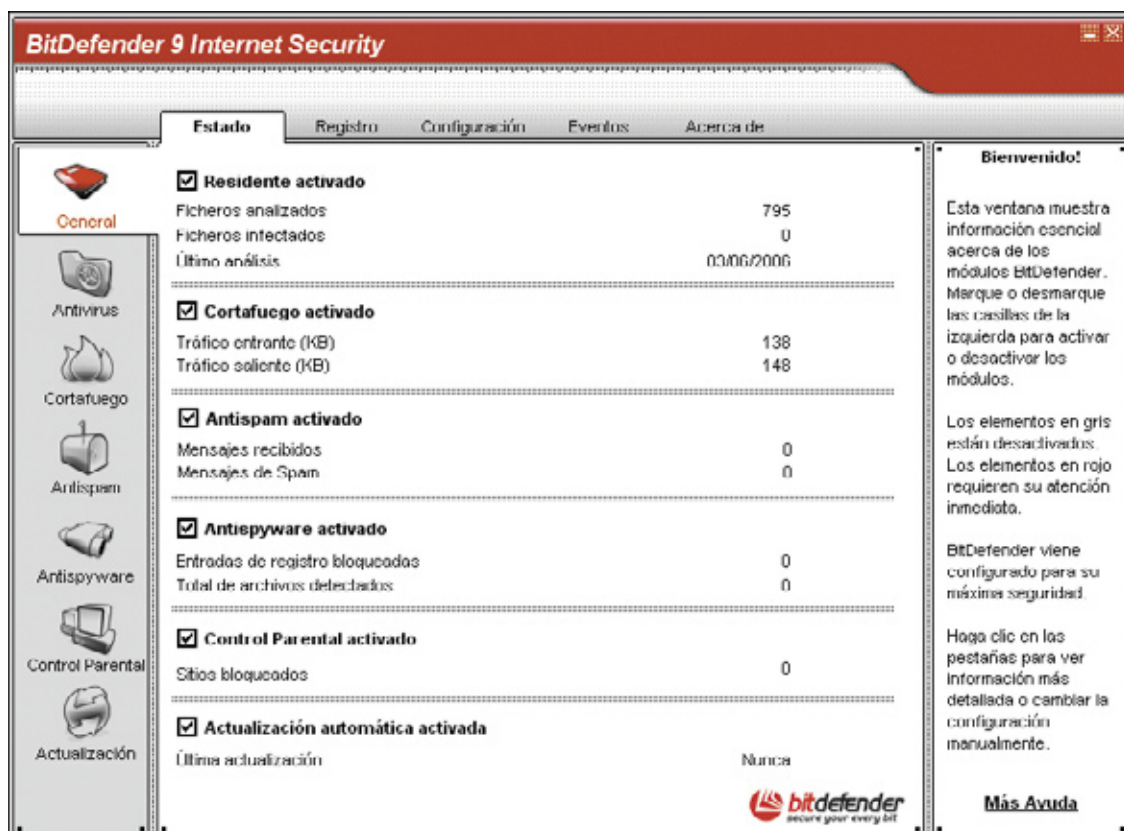 BitDefender 9 Internet Security
Estado Registro Configuración Eventos Acerca de
General
Antivirus
Cortafuego
Antispam
Antispyware
Control Parental
Actualización
Residente activado
Ficheros analizados 795
Ficheros infectados 0
Último análisis 03/06/2006
Cortafuego activado
Tráfico entrante (KB) 138
Tráfico saliente (KB) 148
Antispam activado
Mensajes recibidos 0
Mensajes de Spam 0
Antispyware activado
Entradas de registro bloqueadas 0
Total de archivos detectados 0
Control Parental activado
Sitios bloqueados 0
Actualización automática activada
Última actualización Nunca
bitdefender
secure your every bit
Bienvenido!
Esta ventana muestra
información esencial
acerca de los
módulos BitDefender.
Marque o desmarque
las casillas de la
izquierda para activar
o desactivar los
módulos.
Los elementos en gris
están desactivados.
Los elementos en rojo
requieren su atención
inmediata.
BitDefender viene
configurado para su
máxima seguridad.
Haga clic en las
pestañas para ver
información más
detallada o cambiar la
configuración
manualmente.
Más Ayuda